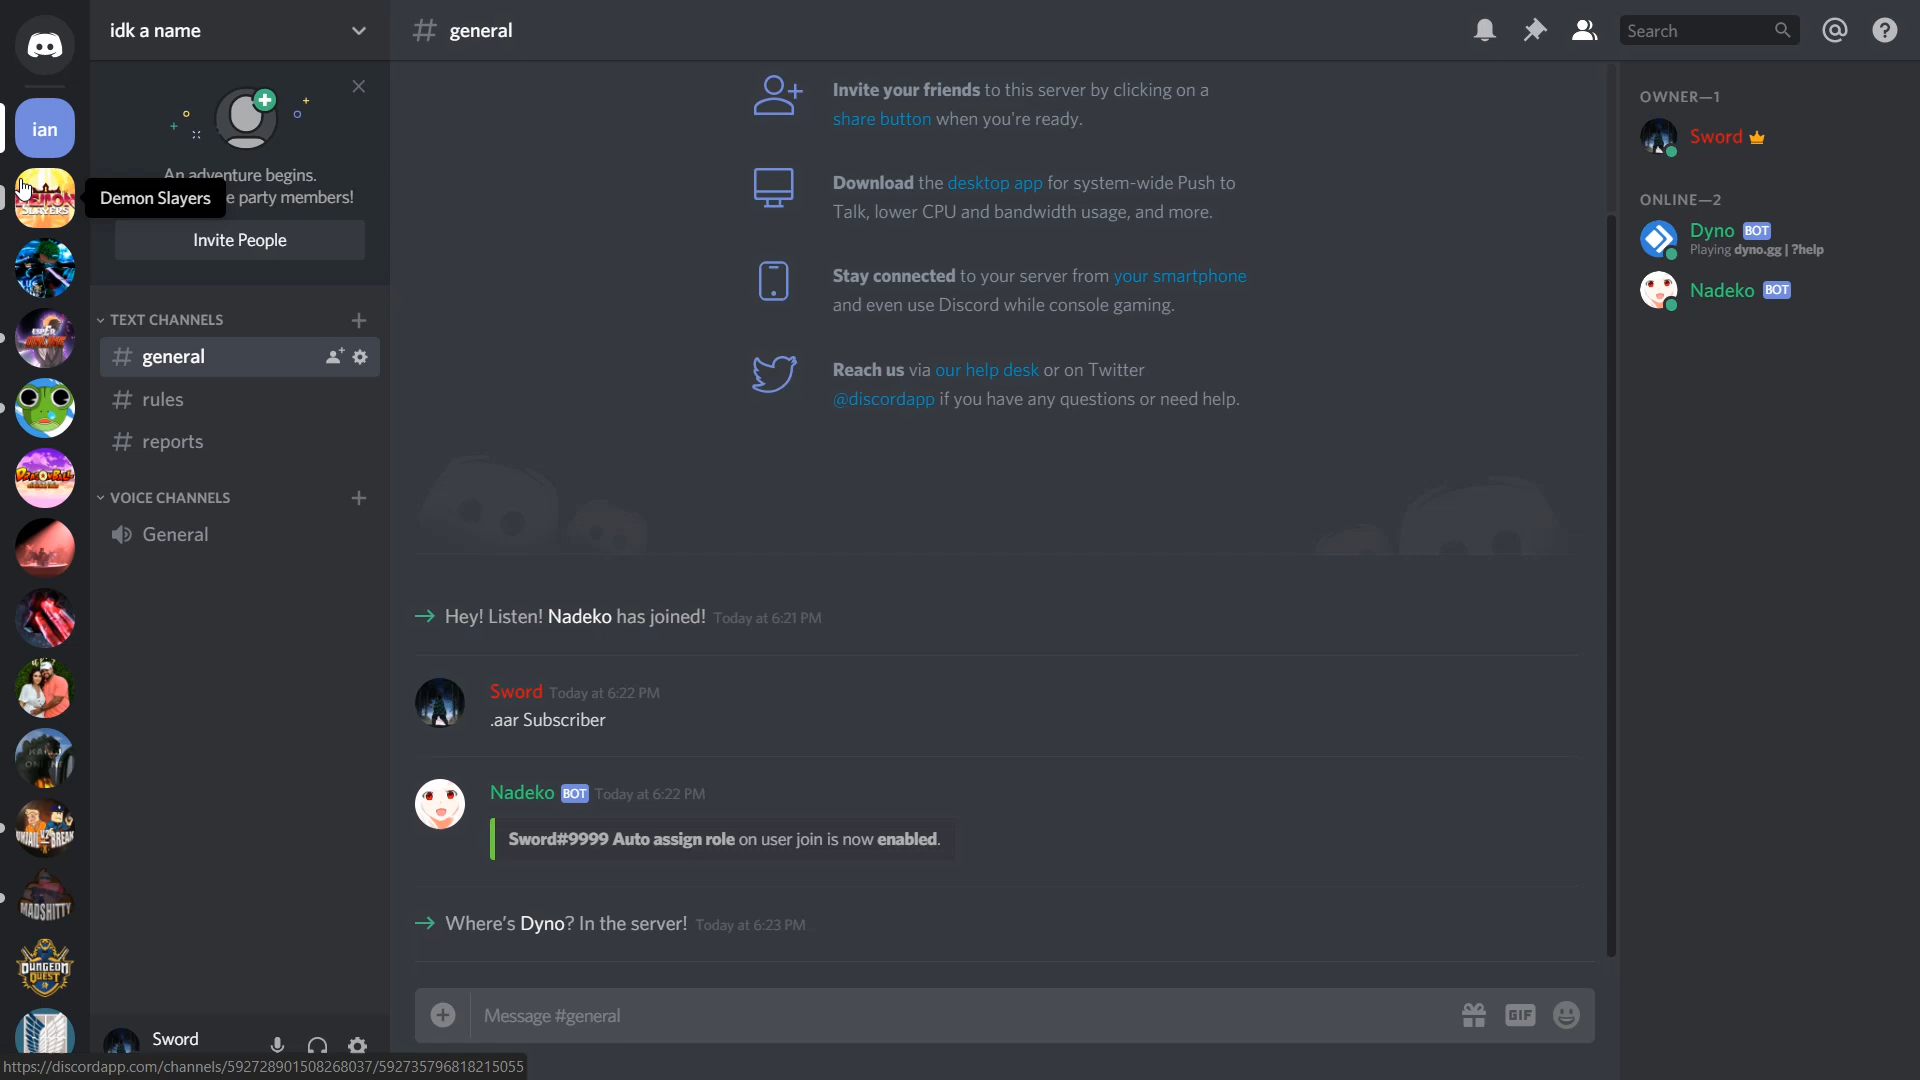 idk a name
# general
Search
ian
Demon Slayers
An adventure begins.
e party members!
Invite People
TEXT CHANNELS
# general
# rules
# reports
VOICE CHANNELS
General
Invite your friends to this server by clicking on a
share button when you're ready.
Download the desktop app for system-wide Push to
Talk, lower CPU and bandwidth usage, and more.
Stay connected to your server from your smartphone
and even use Discord while console gaming.
Reach us via our help desk or on Twitter
@discordapp if you have any questions or need help.
Hey! Listen! Nadeko has joined! Today at 6:21 PM
Sword Today at 6:22 PM
.aar Subscriber
Nadeko BOT Today at 6:22 PM
Sword#9999 Auto assign role on user join is now enabled.
Where's Dyno? In the server! Today at 6:23 PM
Message #general
GIF
OWNER—1
Sword
ONLINE—2
Dyno BOT
Playing dyno.gg | ?help
Nadeko BOT
MADSHITTY
DUNGEON
QUEST
Sword
https://discordapp.com/channels/592728901508268037/592735796818215055